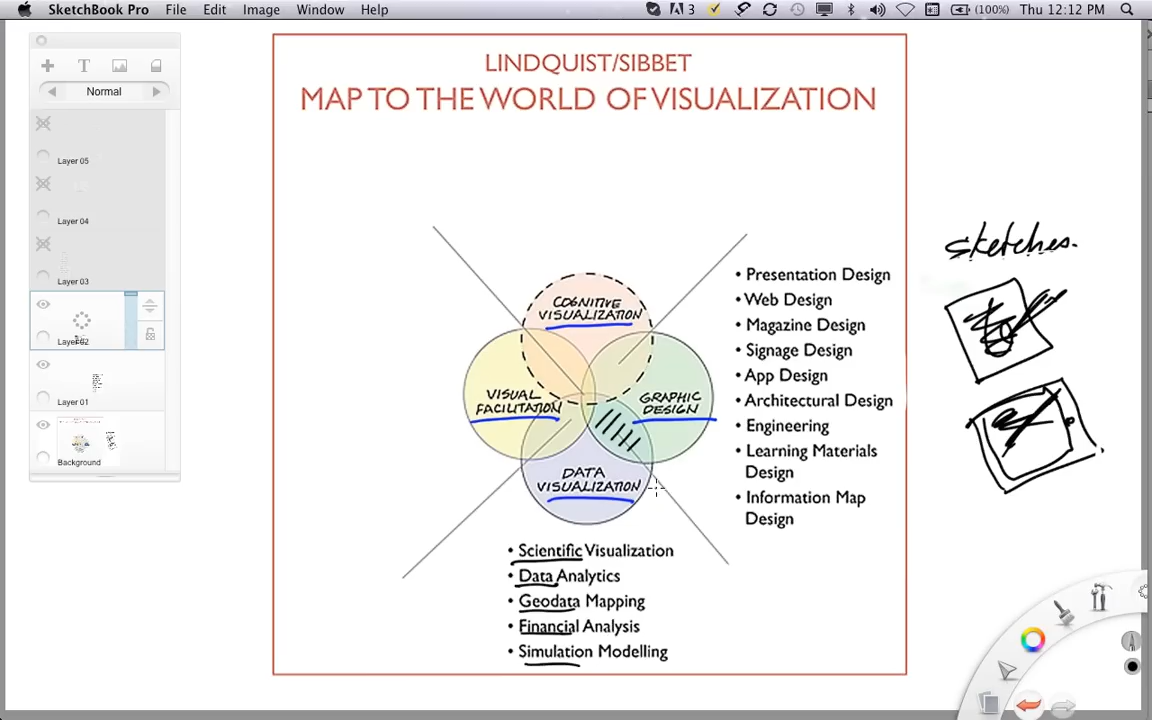 SketchBook Pro File Edit Image Window Help
3 (100%) Thu 12:12 PM
Normal
Layer 05
Layer 04
Layer 03
Layer 02
Layer 01
Background
LINDQUIST/SIBBET
MAP TO THE WORLD OF VISUALIZATION
COGNITIVE
VISUALIZATION
VISUAL
FACILITATION
GRAPHIC
DESIGN
DATA
VISUALIZATION
• Presentation Design
• Web Design
• Magazine Design
• Signage Design
• App Design
• Architectural Design
• Engineering
• Learning Materials
Design
• Information Map
Design
• Scientific Visualization
• Data Analytics
• Geodata Mapping
• Financial Analysis
• Simulation Modelling
sketches.